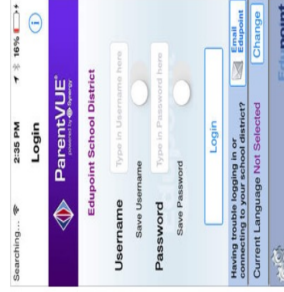 Searching... 2:35 PM 16%
Login
ParentVUE
powered by Synergy
Edupoint School District
Username Type in Username here
Save Username
Password Type in Password here
Save Password
Login
Having trouble logging in or
connecting to your school district?
Email
Edupoint
Current Language Not Selected Change